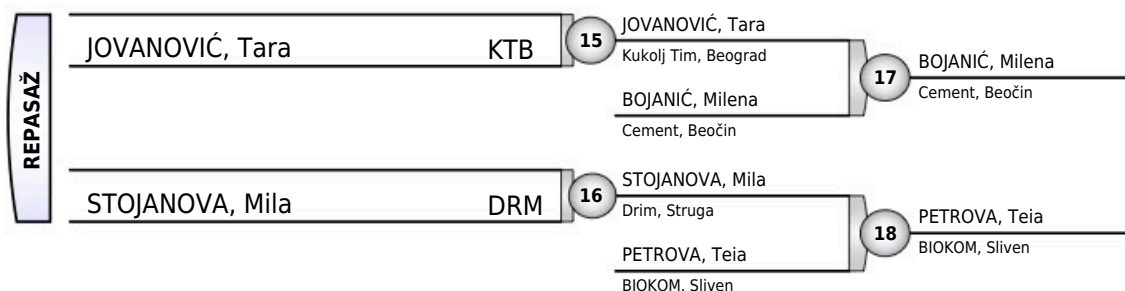 REPASAŽ
JOVANOVIĆ, Tara KTB
15
JOVANOVIĆ, Tara
Kukolj Tim, Beograd
BOJANIĆ, Milena
Cement, Beočin
17
BOJANIĆ, Milena
Cement, Beočin
STOJANOVA, Mila DRM
16
STOJANOVA, Mila
Drim, Struga
PETROVA, Teia
BIOKOM, Sliven
18
PETROVA, Teia
BIOKOM, Sliven